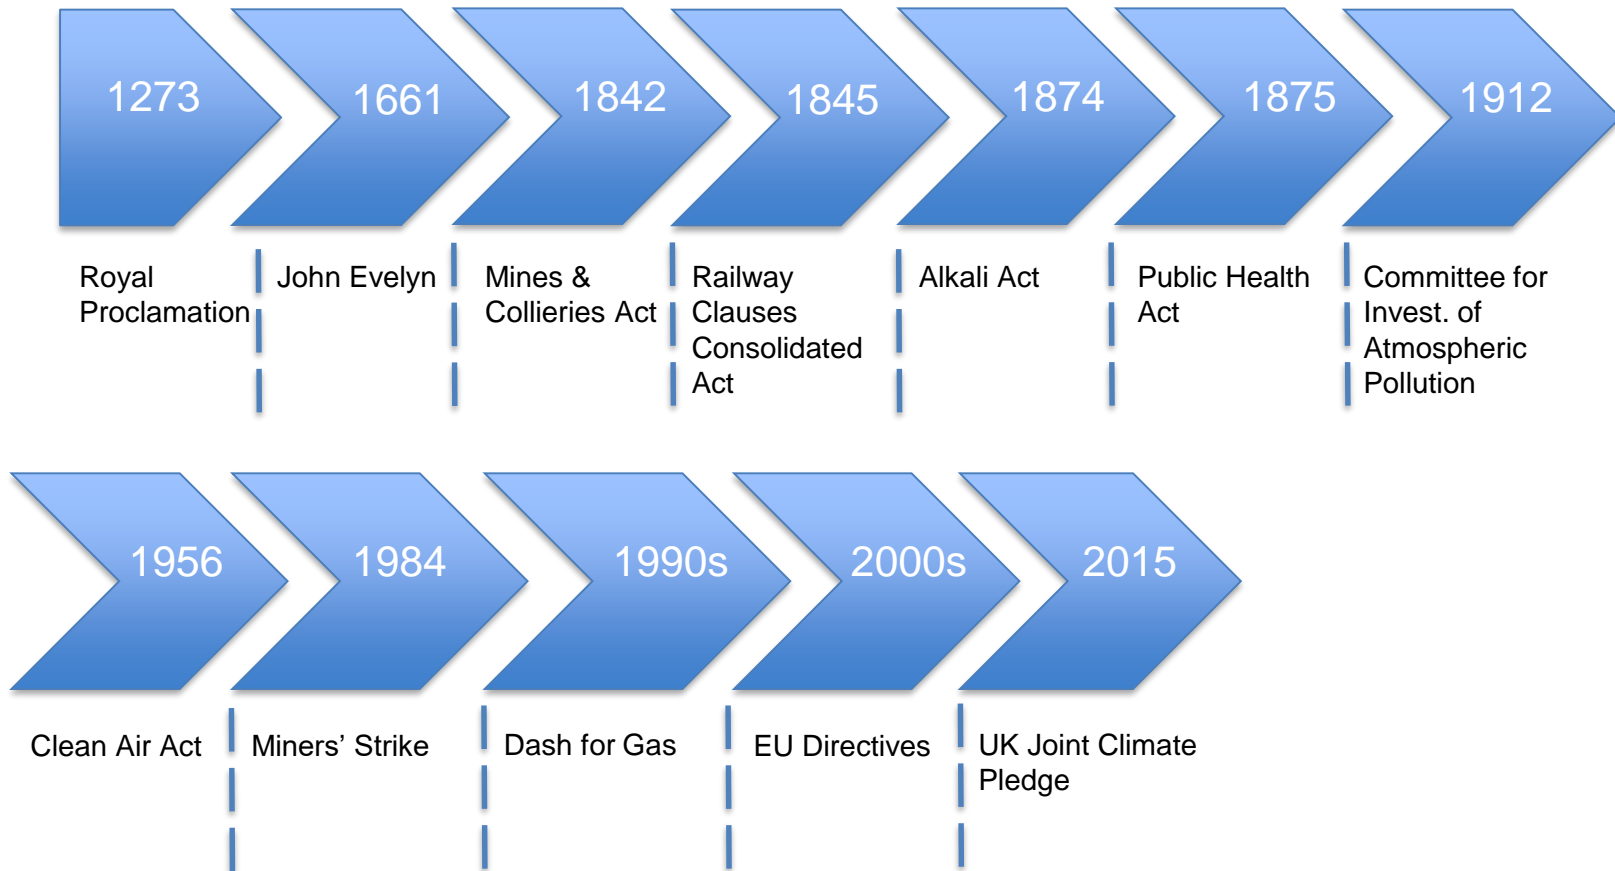 1273
1661
1842
1845
1874
1875
1912
Royal
Proclamation
John Evelyn
Mines &
Collieries Act
Railway
Clauses
Consolidated
Act
Alkali Act
Public Health
Act
Committee for
Invest. of
Atmospheric
Pollution
1956
1984
1990s
2000s
2015
Clean Air Act
Miners’ Strike
Dash for Gas
EU Directives
UK Joint Climate
Pledge